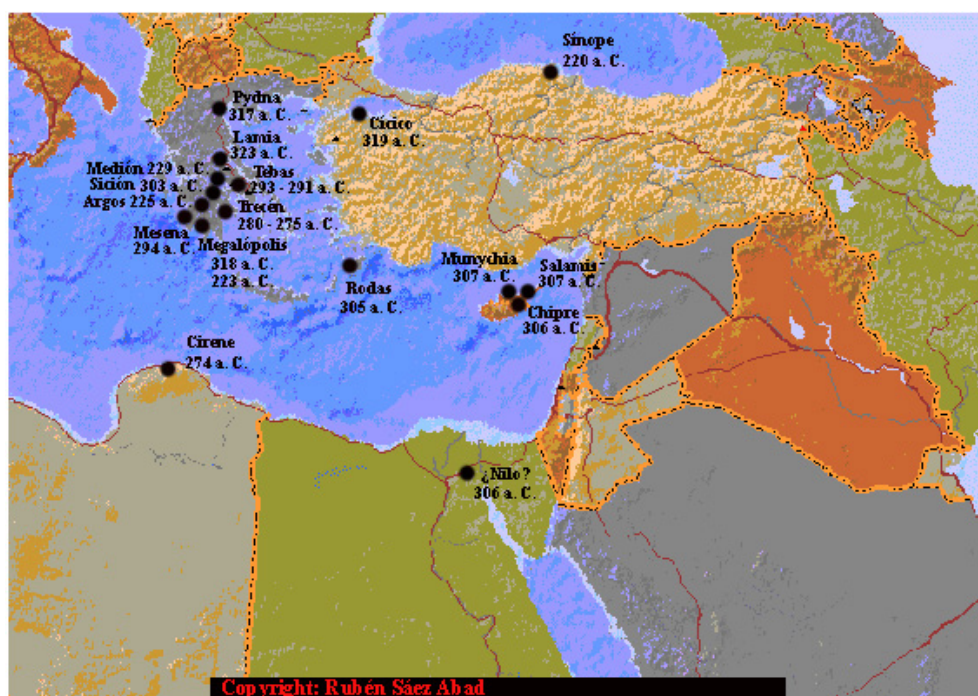 Sínope
220 a. C.
Pydna
317 a. C.
Cícico
319 a. C.
Lamia
323 a. C.
Medión 229 a. C.
Tebas
293 - 291 a. C.
Sición 303 a. C.
Argos 225 a. C.
Trecén
280 - 275 a. C.
Mesena
294 a. C.
Megalópolis
318 a. C.
223 a. C.
Rodas
305 a. C.
Munychia
307 a. C.
Salamis
307 a. C.
Chipre
306 a. C.
Cirene
274 a. C.
¿Nilo?
306 a. C.
Copyright: Rubén Sáez Abad